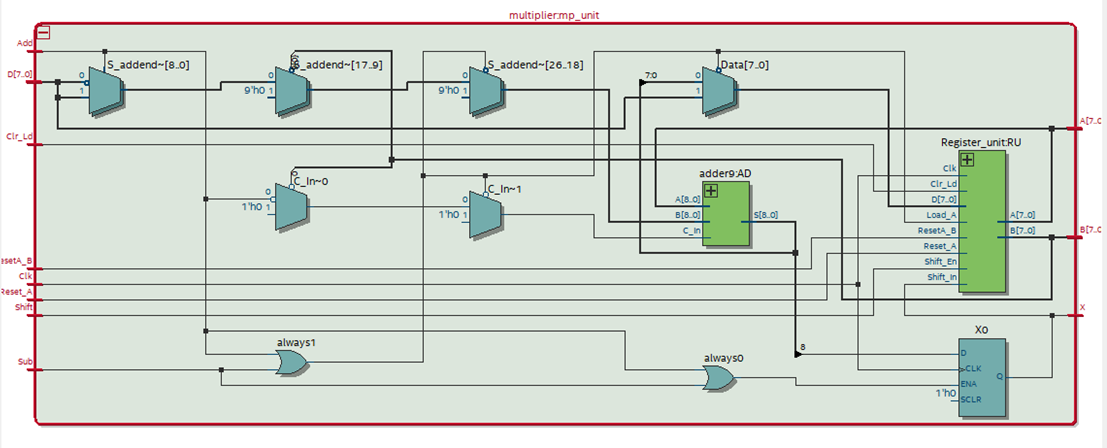 multiplier:mp_unit
Add
S_addend~[8..0]
S_addend~[17..9]
S_addend~[26..18]
Data[7..0]
D[7..0]
0
1
0
9'h0 1
0
9'h0 1
7:0
0
1
A[7..0]
Clr_Ld
Register_unit:RU
Clk
Clr_Ld
D[7..0]
Load_A
ResetA_B
Reset_A
Shift_En
Shift_In
A[7..0]
B[7..0]
C_In~0
0
1'h0 1
C_In~1
0
1'h0 1
adder9:AD
A[8..0]
B[8..0]
C_In
S[8..0]
B[7..0]
esetA_B
Clk
Reset_A
Shift
X
always1
Sub
always0
8
X0
D
CLK
ENA
1'h0
SCLR
Q